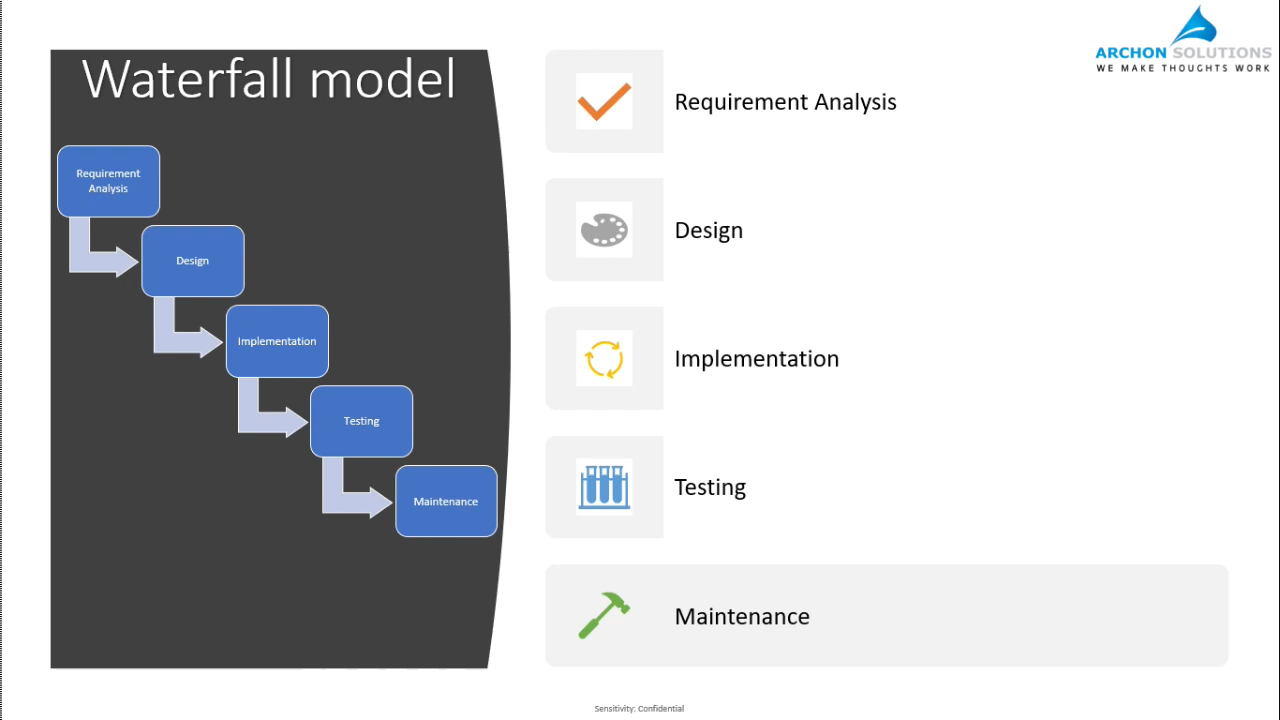 ARCHON SOLUTIONS
WE MAKE THOUGHTS WORK
Waterfall model
Requirement
Analysis
Design
Implementation
Testing
Maintenance
Requirement Analysis
Design
Implementation
Testing
Maintenance
Sensitivity: Confidential